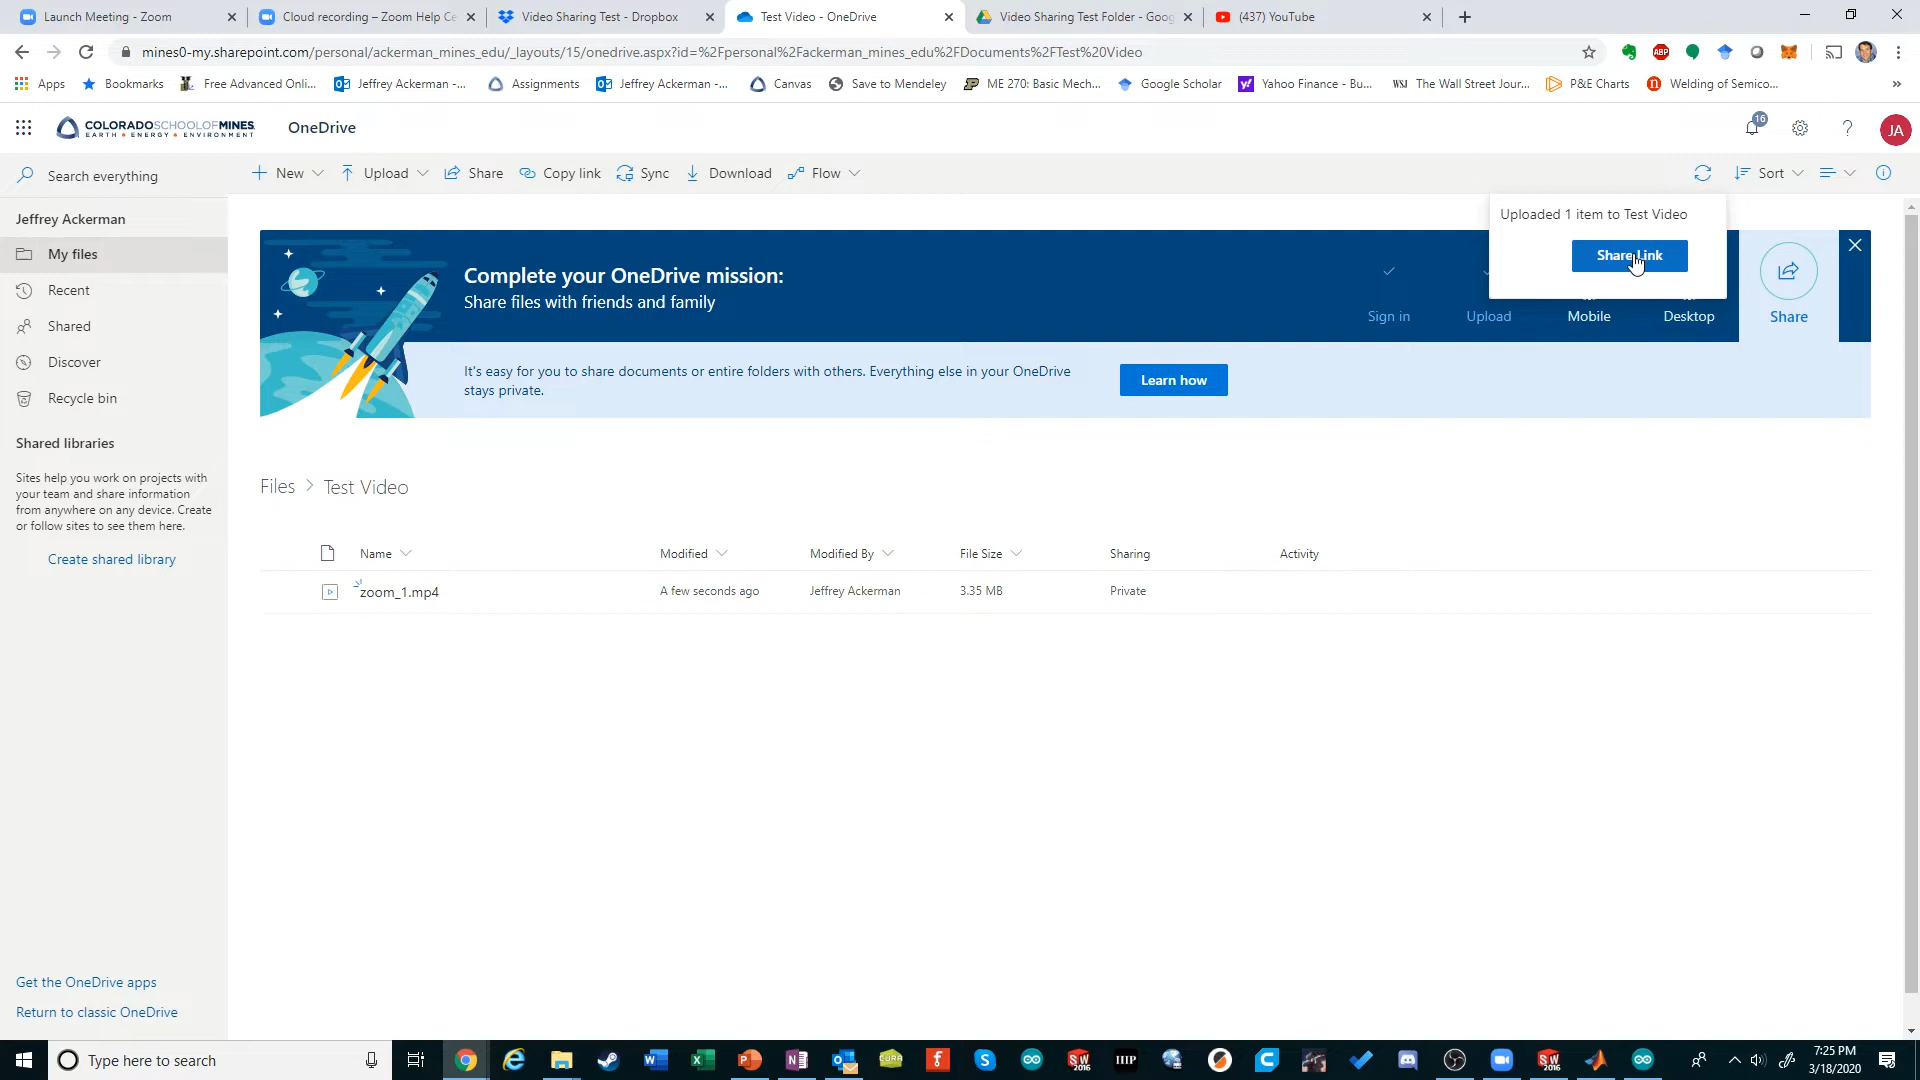 Launch Meeting - Zoom
Cloud recording – Zoom Help Ce
Video Sharing Test - Dropbox
Test Video - OneDrive
Video Sharing Test Folder - Goog
(437) YouTube
mines0-my.sharepoint.com/personal/ackerman_mines_edu/_layouts/15/onedrive.aspx?id=%2Fpersonal%2Fackerman_mines_edu%2FDocuments%2FTest%20Video
ABP
Apps
Bookmarks
Free Advanced Onli...
Jeffrey Ackerman -...
Assignments
Jeffrey Ackerman -...
Canvas
Save to Mendeley
ME 270: Basic Mech...
Google Scholar
Yahoo Finance - Bu...
WSJ The Wall Street Jour...
P&E Charts
Welding of Semico...
COLORADOSCHOOLOFMINES
EARTH • ENERGY • ENVIRONMENT
OneDrive
16
JA
Search everything
New
Upload
Share
Copy link
Sync
Download
Flow
Sort
Jeffrey Ackerman
My files
Recent
Shared
Discover
Recycle bin
Shared libraries
Sites help you work on projects with
your team and share information
from anywhere on any device. Create
or follow sites to see them here.
Create shared library
Get the OneDrive apps
Return to classic OneDrive
Uploaded 1 item to Test Video
Share Link
Complete your OneDrive mission:
Share files with friends and family
Sign in
Upload
Mobile
Desktop
Share
It's easy for you to share documents or entire folders with others. Everything else in your OneDrive
stays private.
Learn how
Files > Test Video
Name
Modified
Modified By
File Size
Sharing
Activity
zoom_1.mp4
A few seconds ago
Jeffrey Ackerman
3.35 MB
Private
Type here to search
7:25 PM
3/18/2020